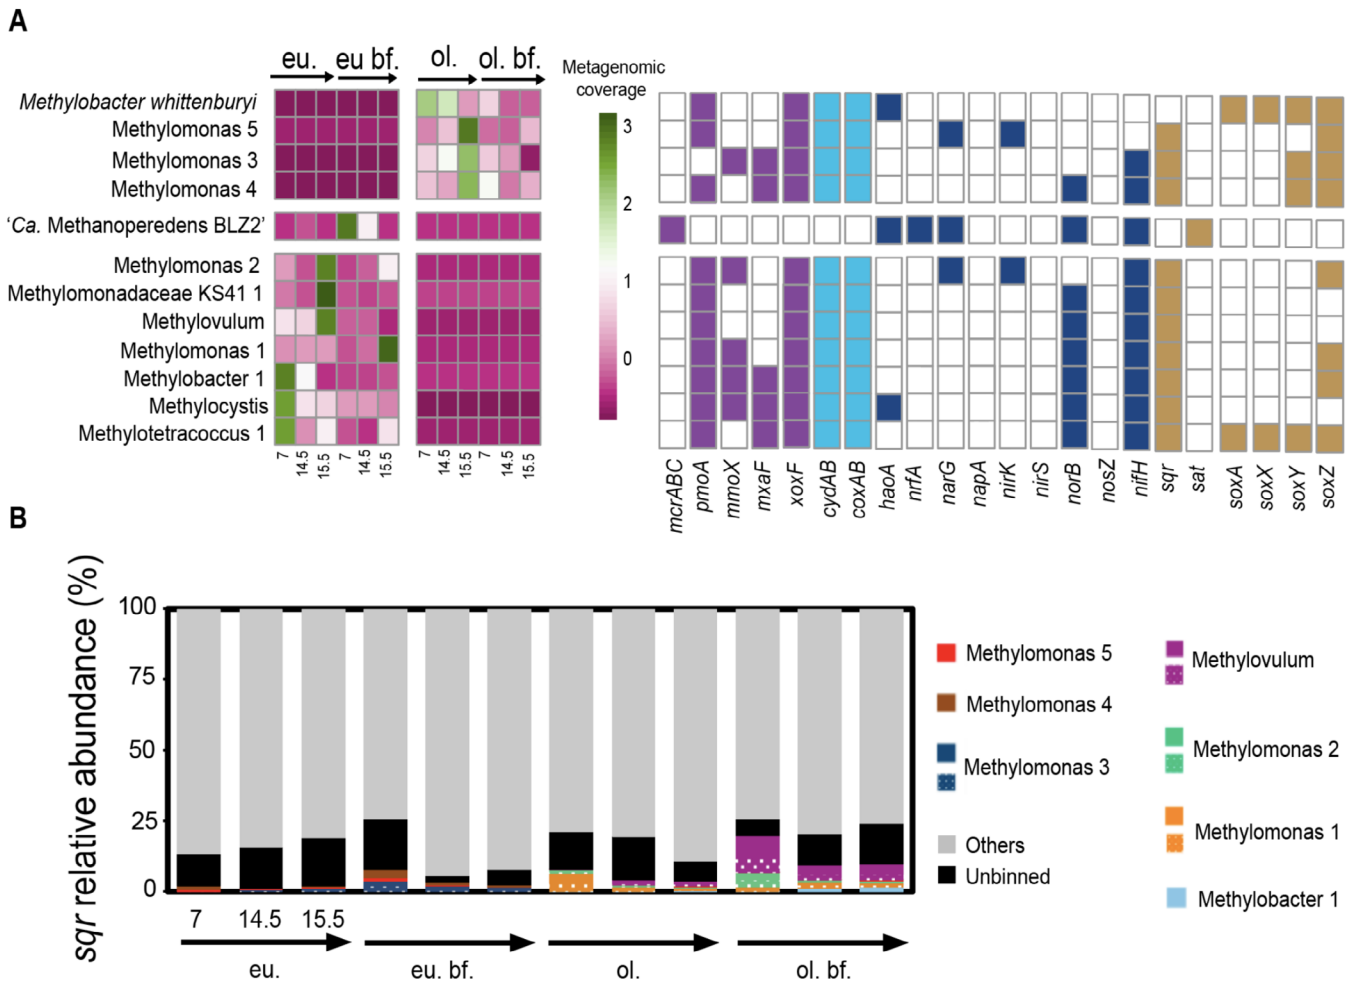 A
eu. eu bf. ol. ol. bf.
Metagenomic
coverage
Methylobacter whittenburyi
Methylomonas 5
Methylomonas 3
Methylomonas 4
'Ca. Methanoperedens BLZ2'
Methylomonas 2
Methylomonadaceae KS41 1
Methylovulum
Methylomonas 1
Methylobacter 1
Methylocystis
Methylotetracoccus 1
3
2
1
0
7 14.5 15.5 7 14.5 15.5 7 14.5 15.5 7 14.5 15.5
mcrABC pmoA mmoX mxaF xoxF cydAB coxAB haoA nrfA narG napA nirK nirS norB nosZ nifH sqr sat soxA soxX soxY soxZ
B
sqr relative abundance (%)
100
75
50
25
0
7 14.5 15.5
eu. eu. bf. ol. ol. bf.
Methylomonas 5
Methylomonas 4
Methylomonas 3
Others
Unbinned
Methylovulum
Methylomonas 2
Methylomonas 1
Methylobacter 1